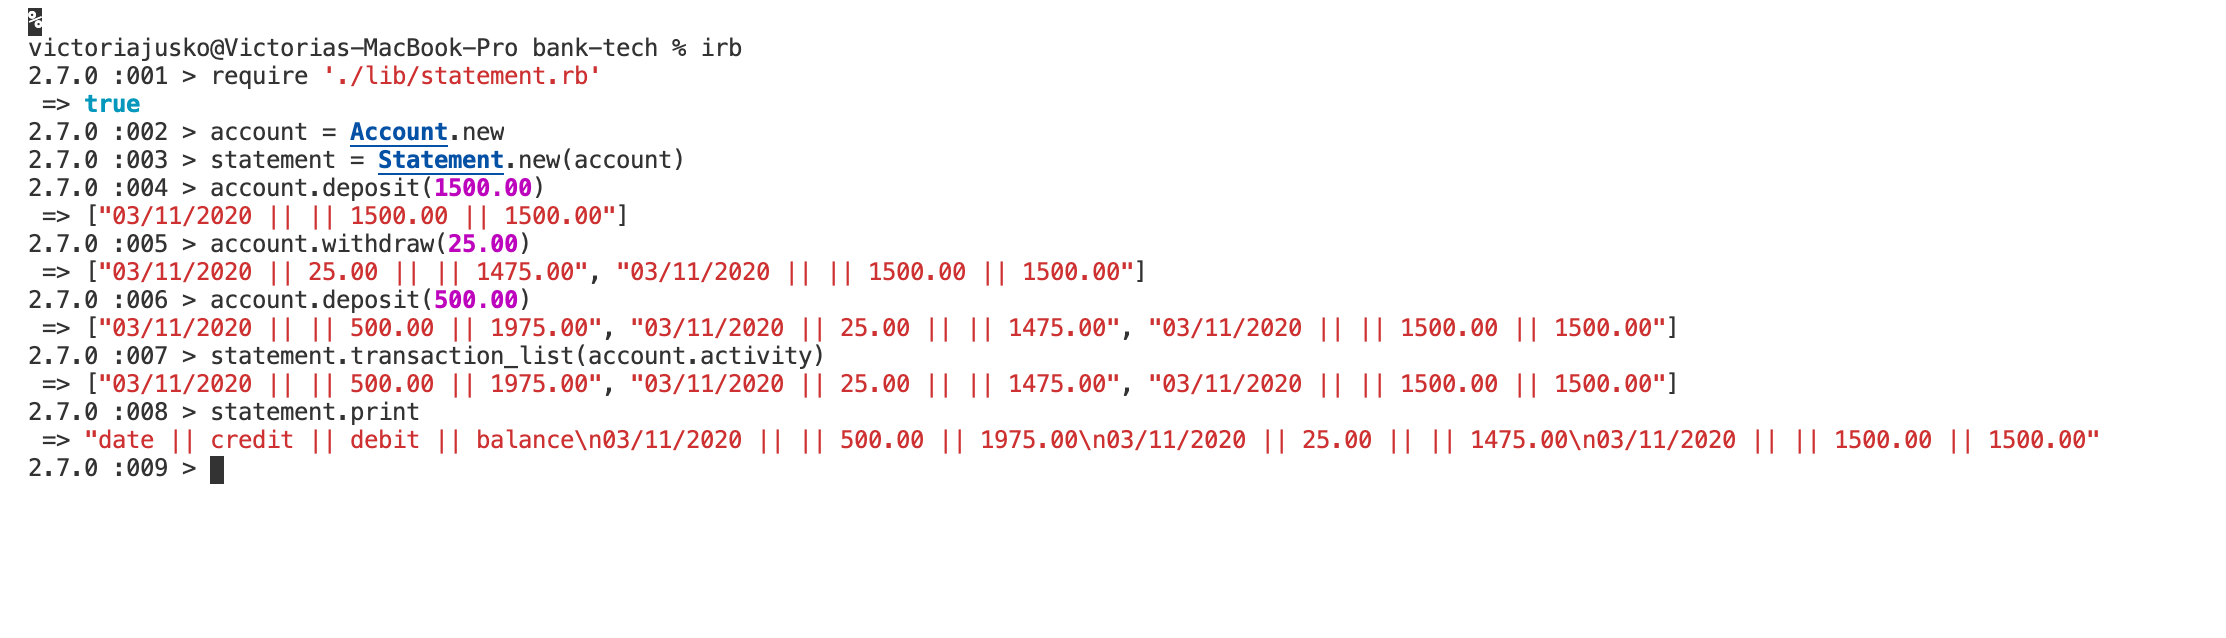 %
victoriajusko@Victorias-MacBook-Pro bank-tech % irb
2.7.0 :001 > require './lib/statement.rb'
 => true
2.7.0 :002 > account = Account.new
2.7.0 :003 > statement = Statement.new(account)
2.7.0 :004 > account.deposit(1500.00)
 => ["03/11/2020 || || 1500.00 || 1500.00"]
2.7.0 :005 > account.withdraw(25.00)
 => ["03/11/2020 || 25.00 || || 1475.00", "03/11/2020 || || 1500.00 || 1500.00"]
2.7.0 :006 > account.deposit(500.00)
 => ["03/11/2020 || || 500.00 || 1975.00", "03/11/2020 || 25.00 || || 1475.00", "03/11/2020 || || 1500.00 || 1500.00"]
2.7.0 :007 > statement.transaction_list(account.activity)
 => ["03/11/2020 || || 500.00 || 1975.00", "03/11/2020 || 25.00 || || 1475.00", "03/11/2020 || || 1500.00 || 1500.00"]
2.7.0 :008 > statement.print
 => "date || credit || debit || balance\n03/11/2020 || || 500.00 || 1975.00\n03/11/2020 || 25.00 || || 1475.00\n03/11/2020 || || 1500.00 || 1500.00"
2.7.0 :009 >